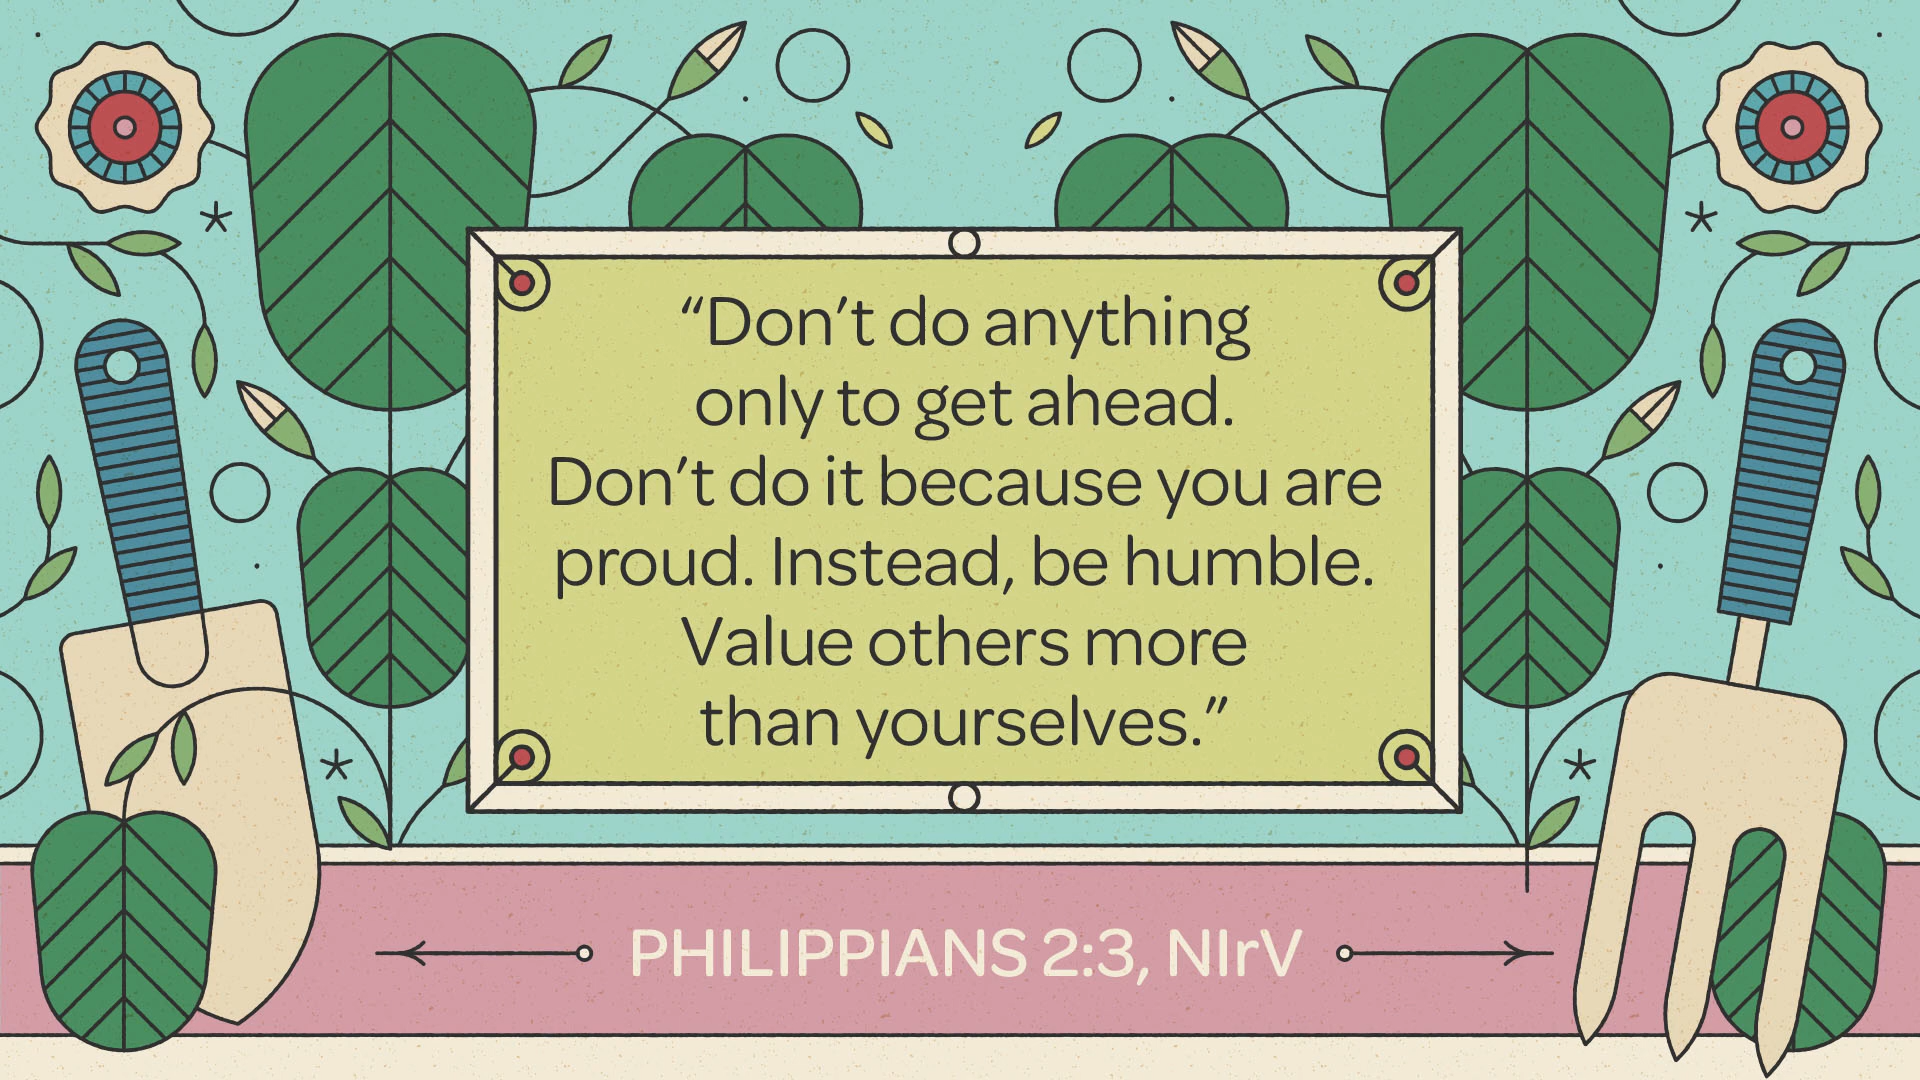 “Don’t do anything
only to get ahead.
Don’t do it because you are
proud. Instead, be humble.
Value others more
than yourselves.”
PHILIPPIANS 2:3, NIrV